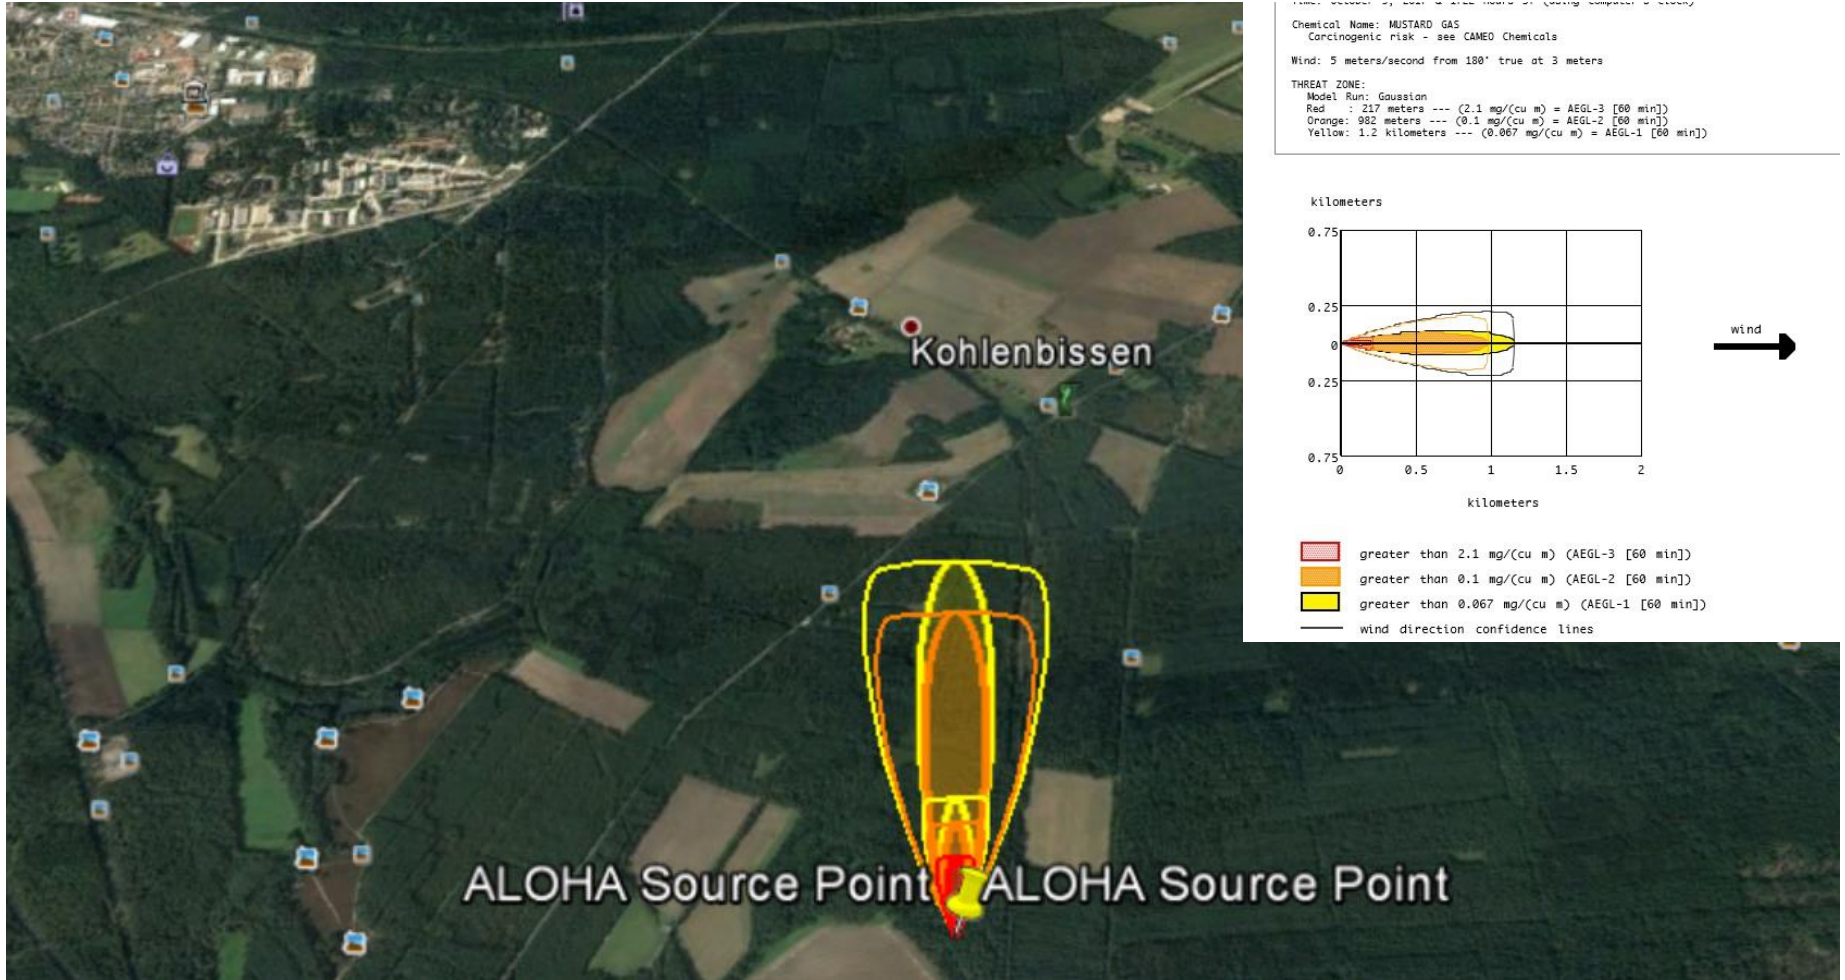 Chemical Name: MUSTARD GAS
Carcinogenic risk - see CAMEO Chemicals
Wind: 5 meters/second from 180° true at 3 meters
THREAT ZONE:
Model Run: Gaussian
Red : 217 meters --- (2.1 mg/(cu m) = AEGL-3 [60 min])
Orange: 982 meters --- (0.1 mg/(cu m) = AEGL-2 [60 min])
Yellow: 1.2 kilometers --- (0.067 mg/(cu m) = AEGL-1 [60 min])
kilometers
0.75
0.25
0
0.25
0.75
0 0.5 1 1.5 2
kilometers
wind
greater than 2.1 mg/(cu m) (AEGL-3 [60 min])
greater than 0.1 mg/(cu m) (AEGL-2 [60 min])
greater than 0.067 mg/(cu m) (AEGL-1 [60 min])
wind direction confidence lines
Kohlenbissen
ALOHA Source Point ALOHA Source Point